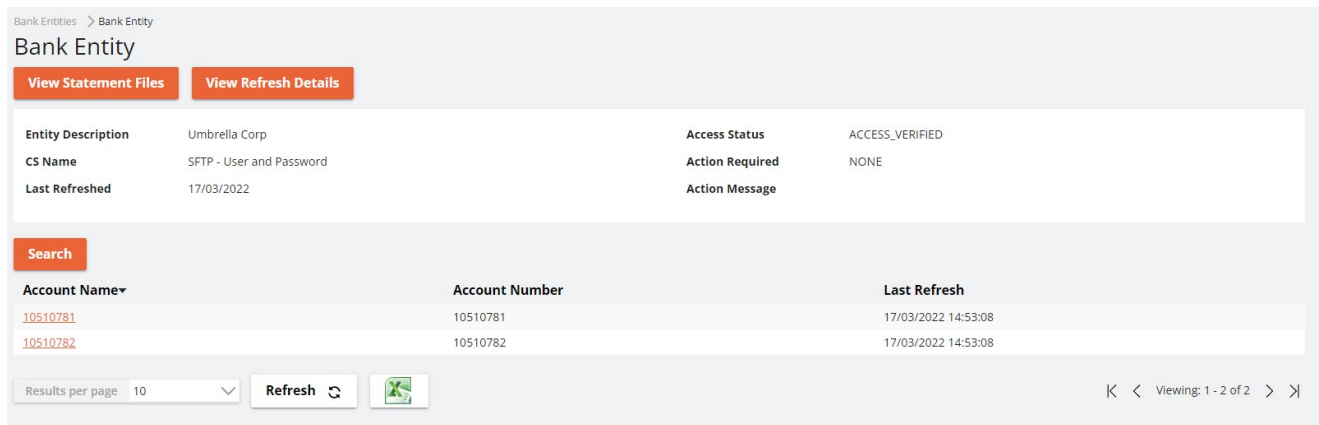 Bank Entities > Bank Entity
Bank Entity
View Statement Files View Refresh Details
Entity Description Umbrella Corp Access Status ACCESS_VERIFIED
CS Name SFTP - User and Password Action Required NONE
Last Refreshed 17/03/2022 Action Message
Search
Account Name Account Number Last Refresh
10510781 10510781 17/03/2022 14:53:08
10510782 10510782 17/03/2022 14:53:08
Results per page 10 Refresh Viewing: 1 - 2 of 2